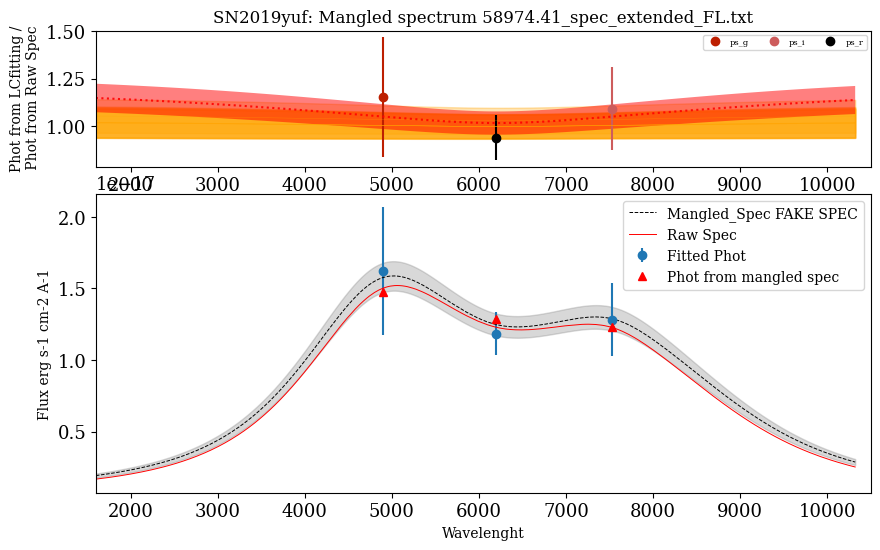 SN2019yuf: Mangled spectrum 58974.41_spec_extended_FL.txt
Phot from LCfitting /
Phot from Raw Spec
1.50
1.25
1.00
ps_g
ps_i
ps_r
2000 3000 4000 5000 6000 7000 8000 9000 10000
1e−17
Flux erg s-1 cm-2 A-1
2.0
1.5
1.0
0.5
Mangled_Spec FAKE SPEC
Raw Spec
Fitted Phot
Phot from mangled spec
2000 3000 4000 5000 6000 7000 8000 9000 10000
Wavelenght